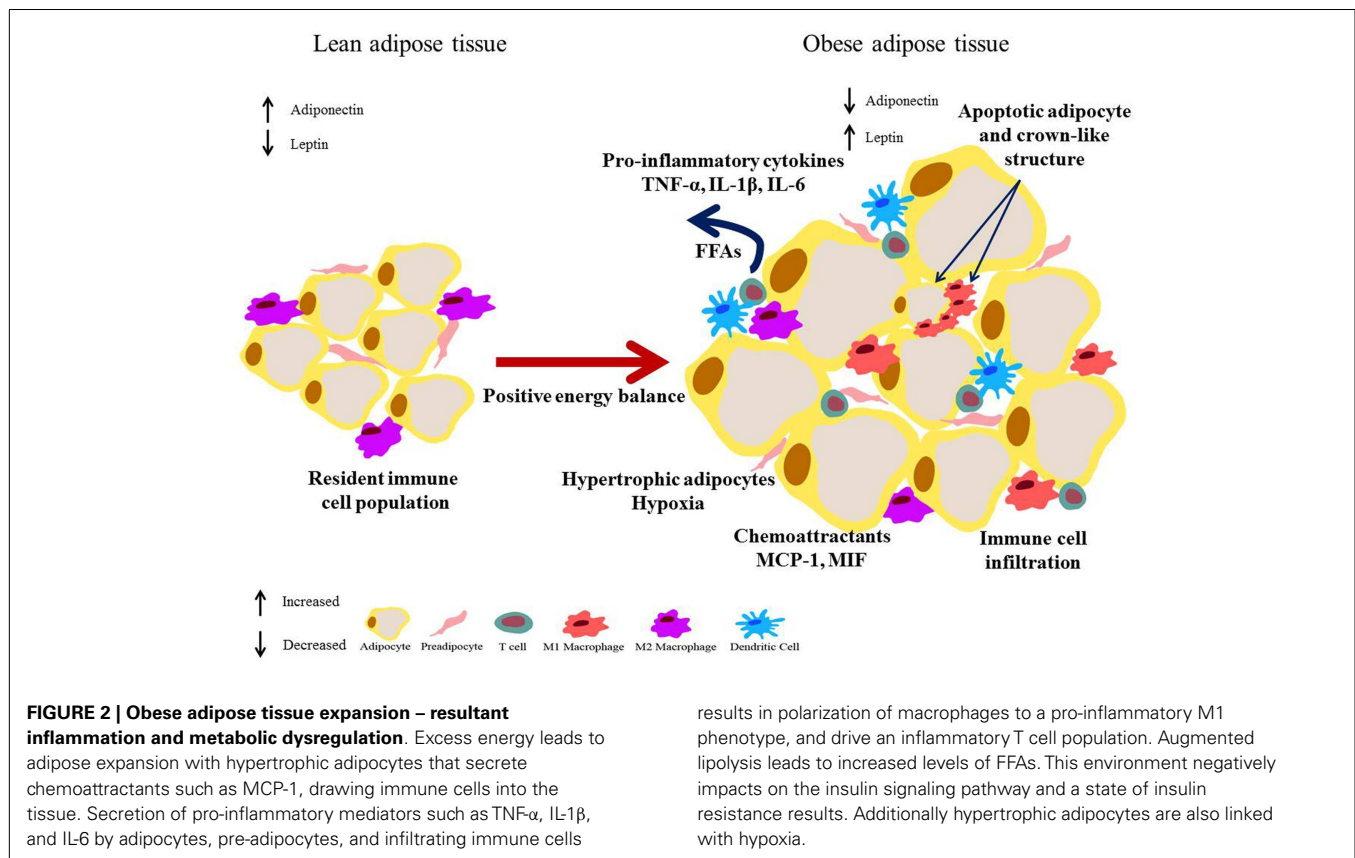 Lean adipose tissue
Obese adipose tissue
↑ Adiponectin
↓ Leptin
↓ Adiponectin
↑ Leptin
Apoptotic adipocyte
and crown-like
structure
Pro-inflammatory cytokines
TNF-α, IL-1β, IL-6
FFAs
Positive energy balance
Resident immune
cell population
Hypertrophic adipocytes
Hypoxia
Chemoattractants
MCP-1, MIF
Immune cell
infiltration
↑ Increased
↓ Decreased
Adipocyte Preadipocyte T cell M1 Macrophage M2 Macrophage Dendritic Cell
FIGURE 2 | Obese adipose tissue expansion – resultant
inflammation and metabolic dysregulation. Excess energy leads to
adipose expansion with hypertrophic adipocytes that secrete
chemoattractants such as MCP-1, drawing immune cells into the
tissue. Secretion of pro-inflammatory mediators such as TNF-α, IL-1β,
and IL-6 by adipocytes, pre-adipocytes, and infiltrating immune cells
results in polarization of macrophages to a pro-inflammatory M1
phenotype, and drive an inflammatory T cell population. Augmented
lipolysis leads to increased levels of FFAs. This environment negatively
impacts on the insulin signaling pathway and a state of insulin
resistance results. Additionally hypertrophic adipocytes are also linked
with hypoxia.